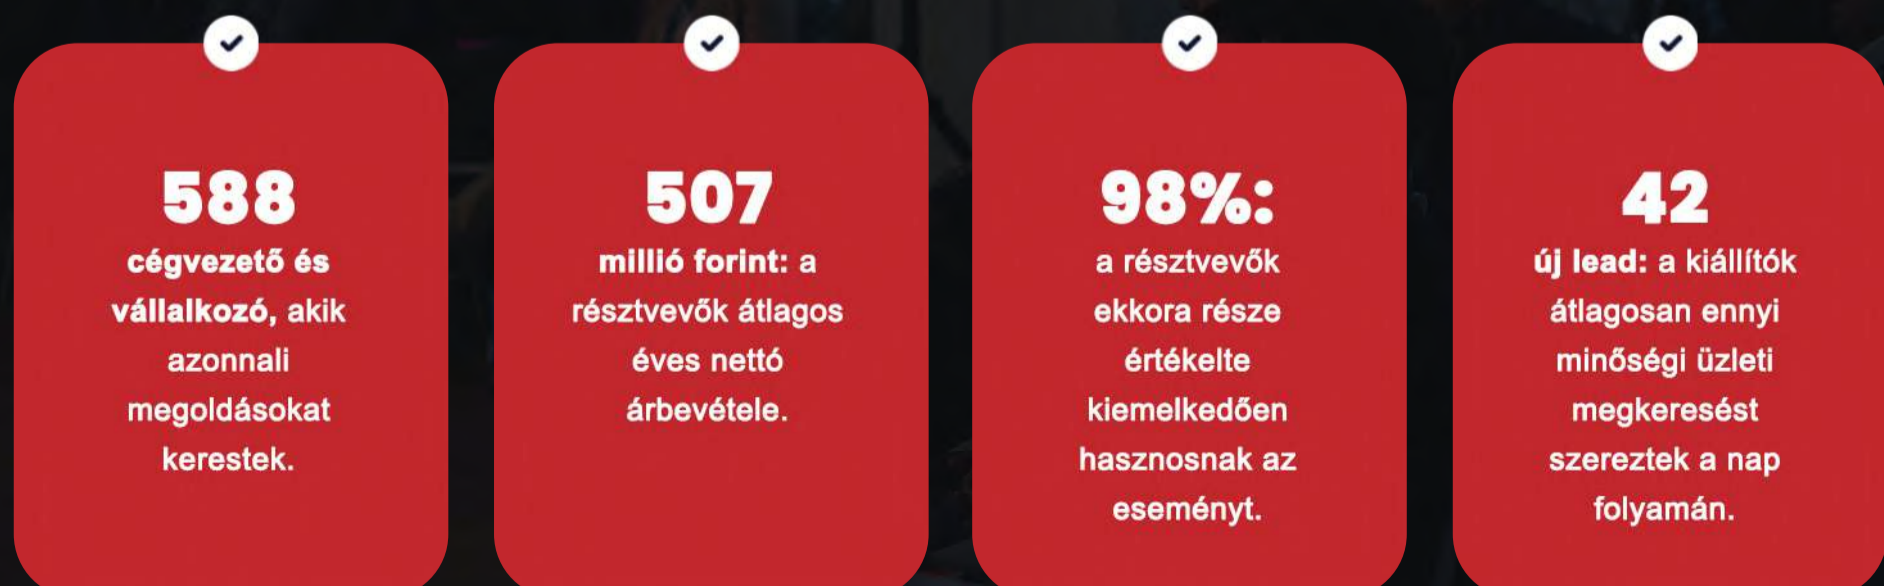 588
cégvezető és
vállalkozó, akik
azonnali
megoldásokat
kerestek.
507
millió forint: a
résztvevők átlagos
éves nettó
árbevétele.
98%:
a résztvevők
ekkora része
értékelte
kiemelkedően
hasznosnak az
eseményt.
42
új lead: a kiállítók
átlagosan ennyi
minőségi üzleti
megkeresést
szereztek a nap
folyamán.